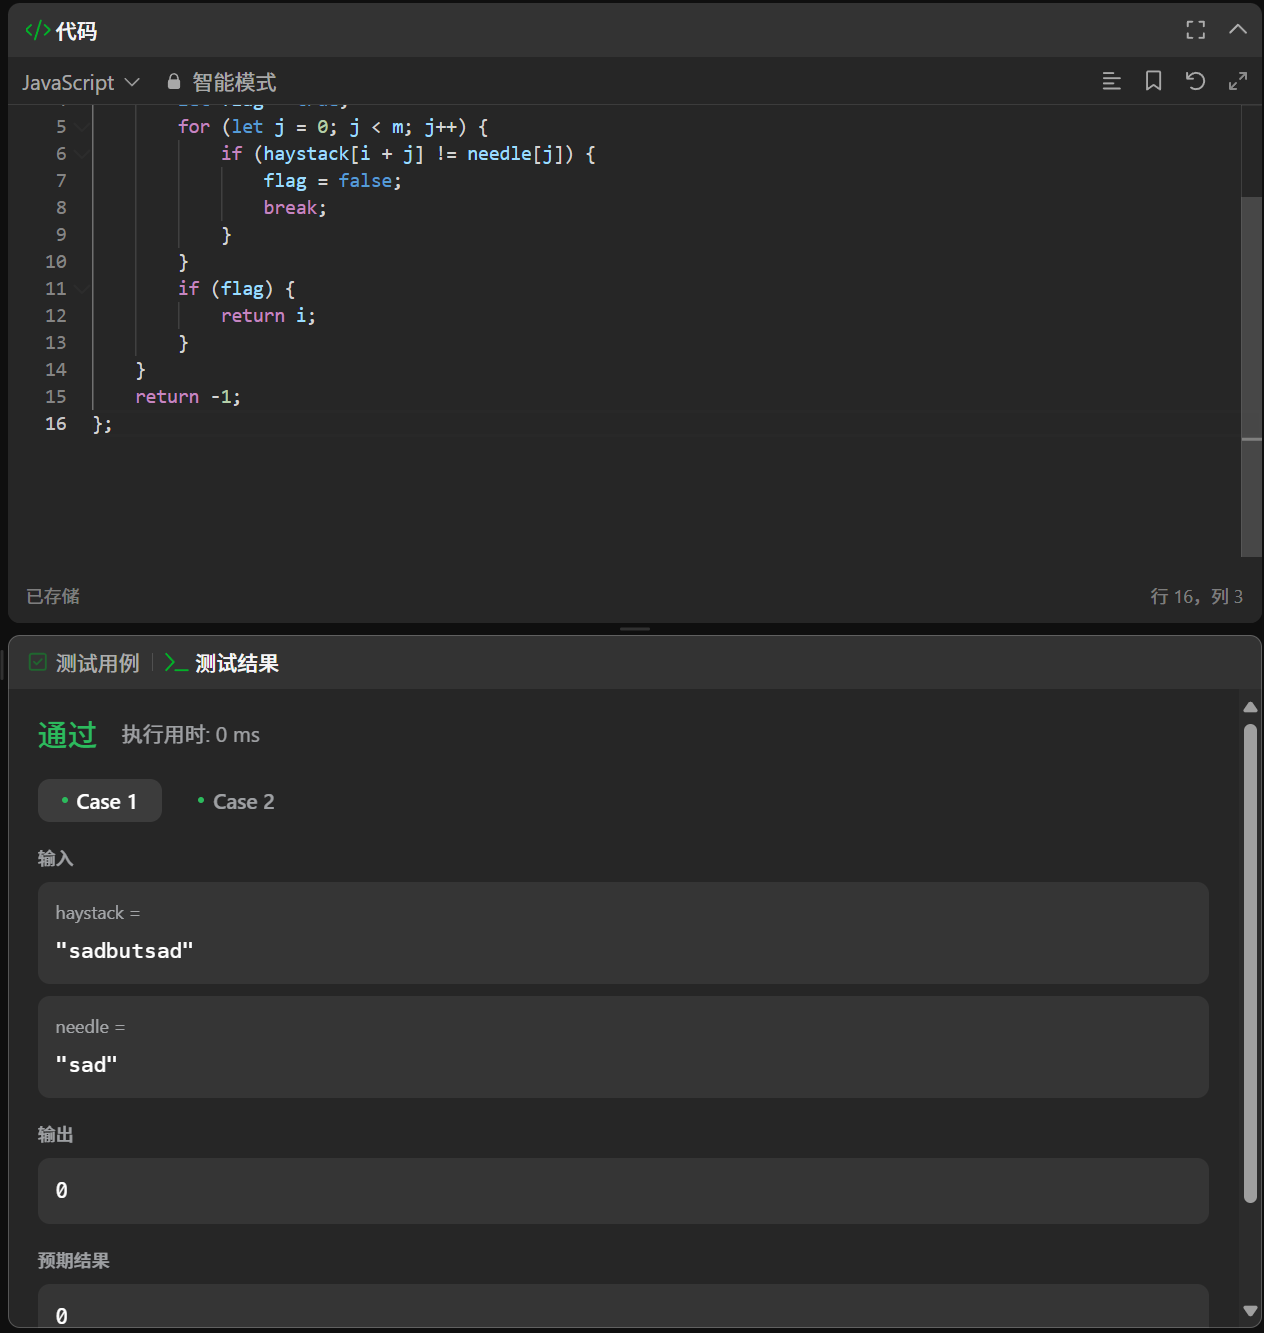 </> 代码
JavaScript 智能模式
5 for (let j = 0; j < m; j++) {
6 if (haystack[i + j] != needle[j]) {
7 flag = false;
8 break;
9 }
10 }
11 if (flag) {
12 return i;
13 }
14 }
15 return -1;
16 };
已存储 行 16, 列 3
测试用例 >_ 测试结果
通过 执行用时: 0 ms
• Case 1 • Case 2
输入
haystack =
"sadbutsad"
needle =
"sad"
输出
0
预期结果
0